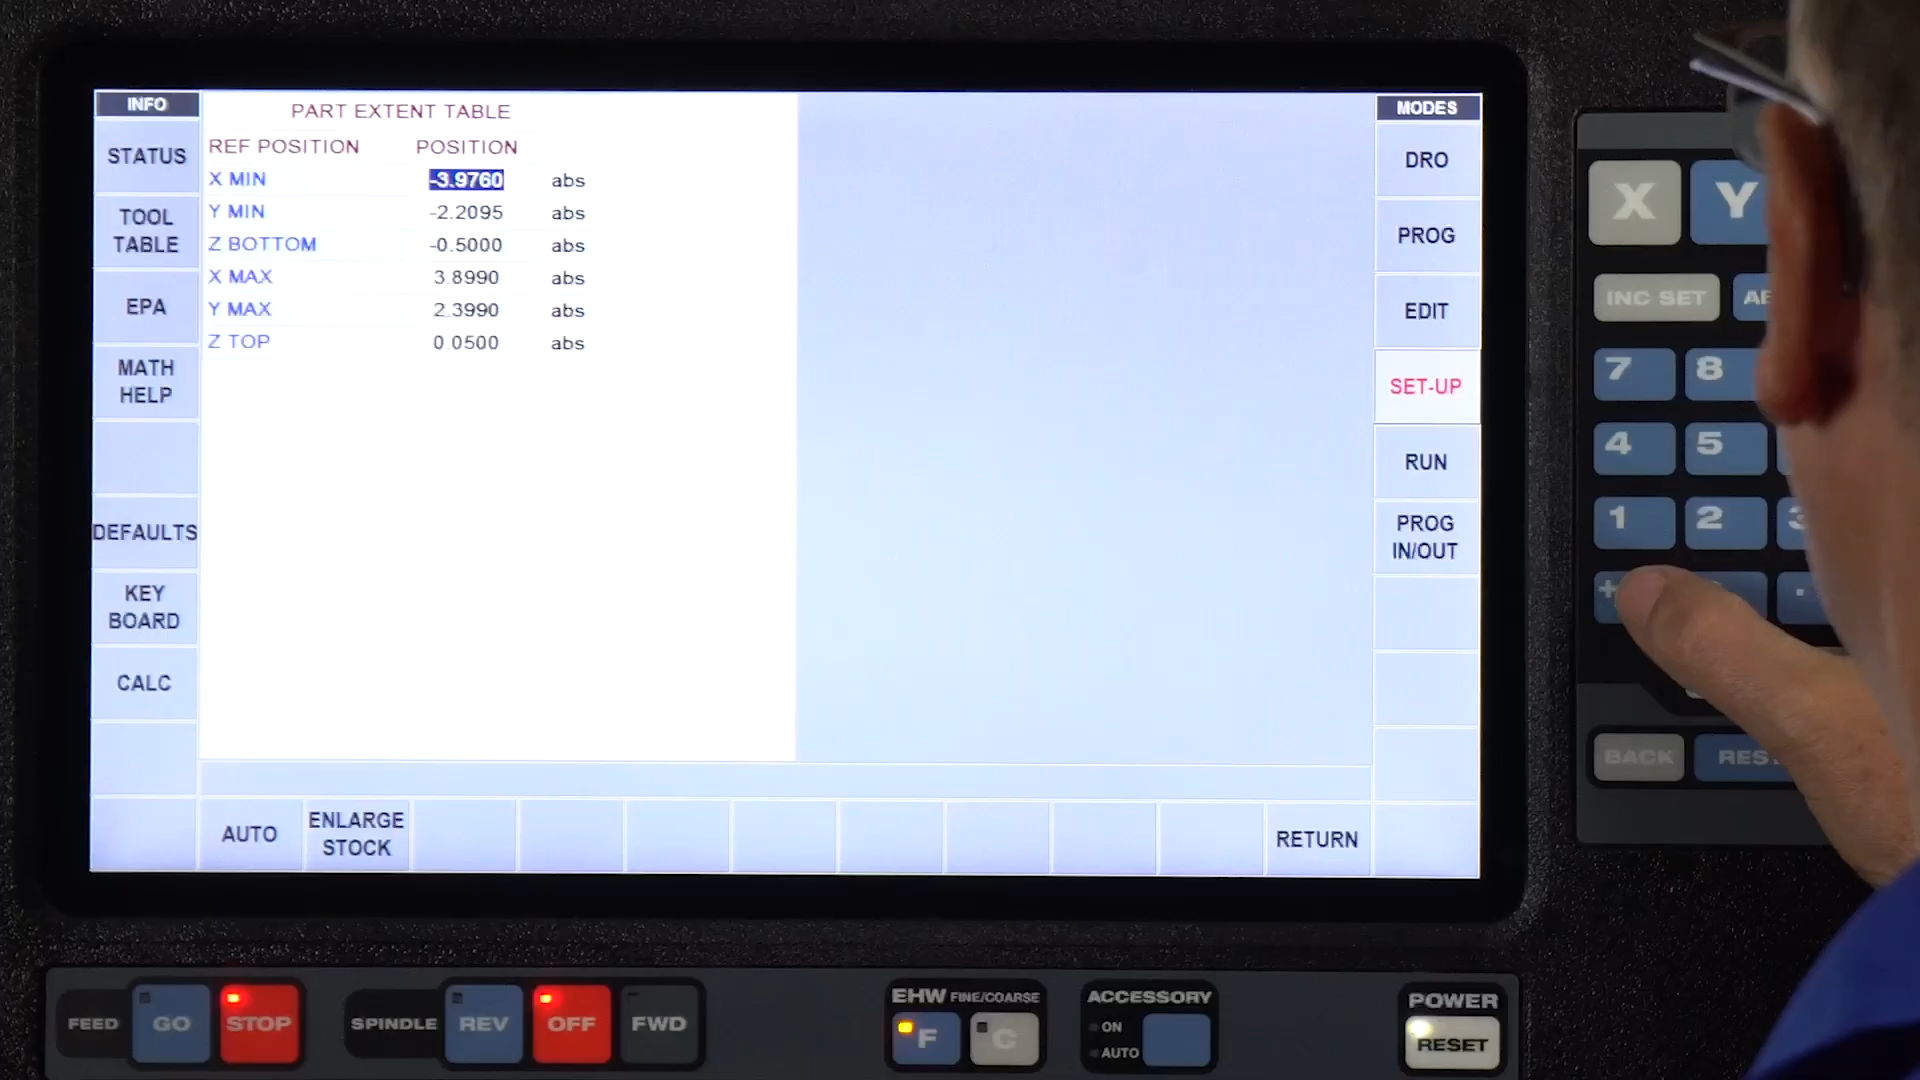 INFO
STATUS
TOOL
TABLE
EPA
MATH
HELP
DEFAULTS
KEY
BOARD
CALC
PART EXTENT TABLE
REF POSITION POSITION
X MIN -3.9760 abs
Y MIN -2.2095 abs
Z BOTTOM -0.5000 abs
X MAX 3.8990 abs
Y MAX 2.3990 abs
Z TOP 0.0500 abs
AUTO
ENLARGE
STOCK
RETURN
MODES
DRO
PROG
EDIT
SET-UP
RUN
PROG
IN/OUT
X Y
INC SET
7 8
4 5
1 2 3
+ .
BACK
FEED GO STOP
SPINDLE REV OFF FWD
EHW FINE/COARSE
F C
ACCESSORY
ON
AUTO
POWER
RESET